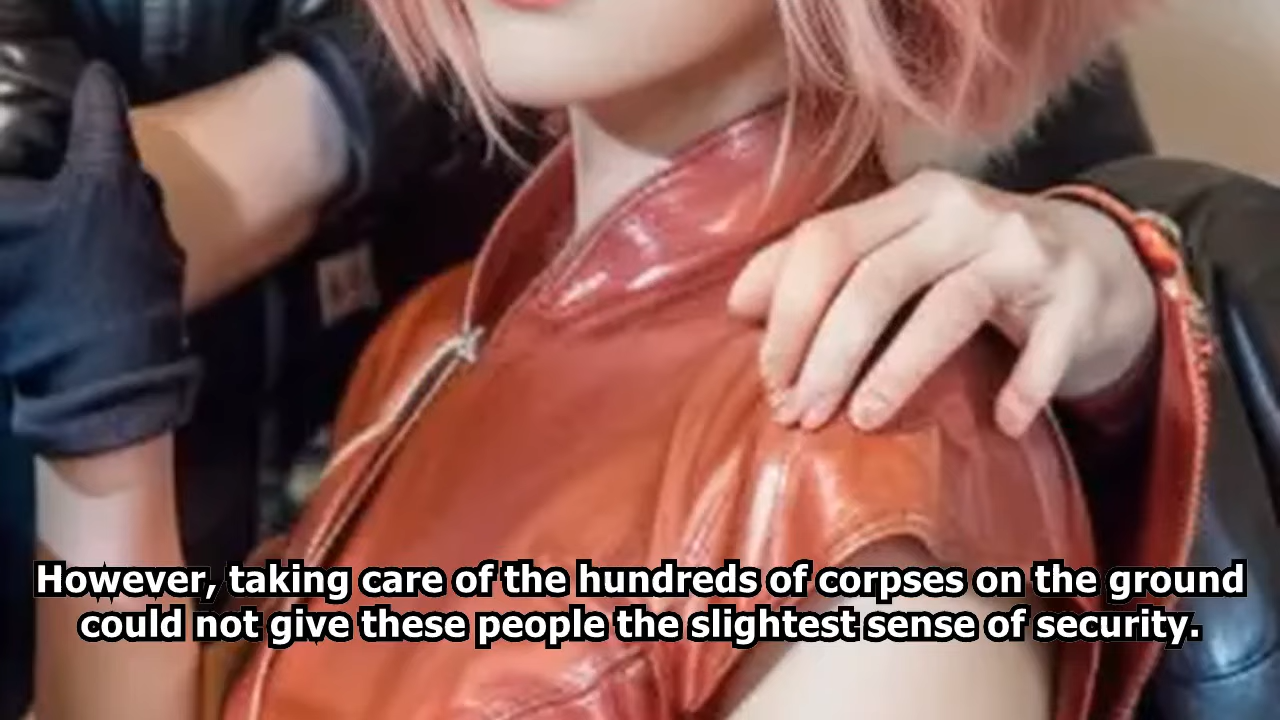 However, taking care of the hundreds of corpses on the ground
could not give these people the slightest sense of security.